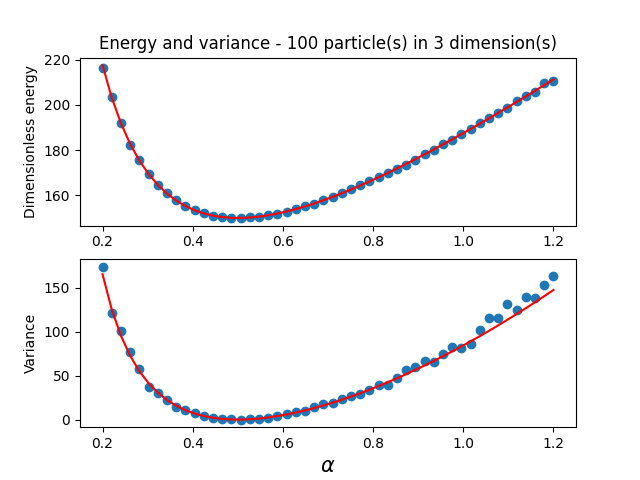 Energy and variance - 100 particle(s) in 3 dimension(s)
Dimensionless energy
220
200
180
160
0.2 0.4 0.6 0.8 1.0 1.2
Variance
150
100
50
0
0.2 0.4 0.6 0.8 1.0 1.2
α